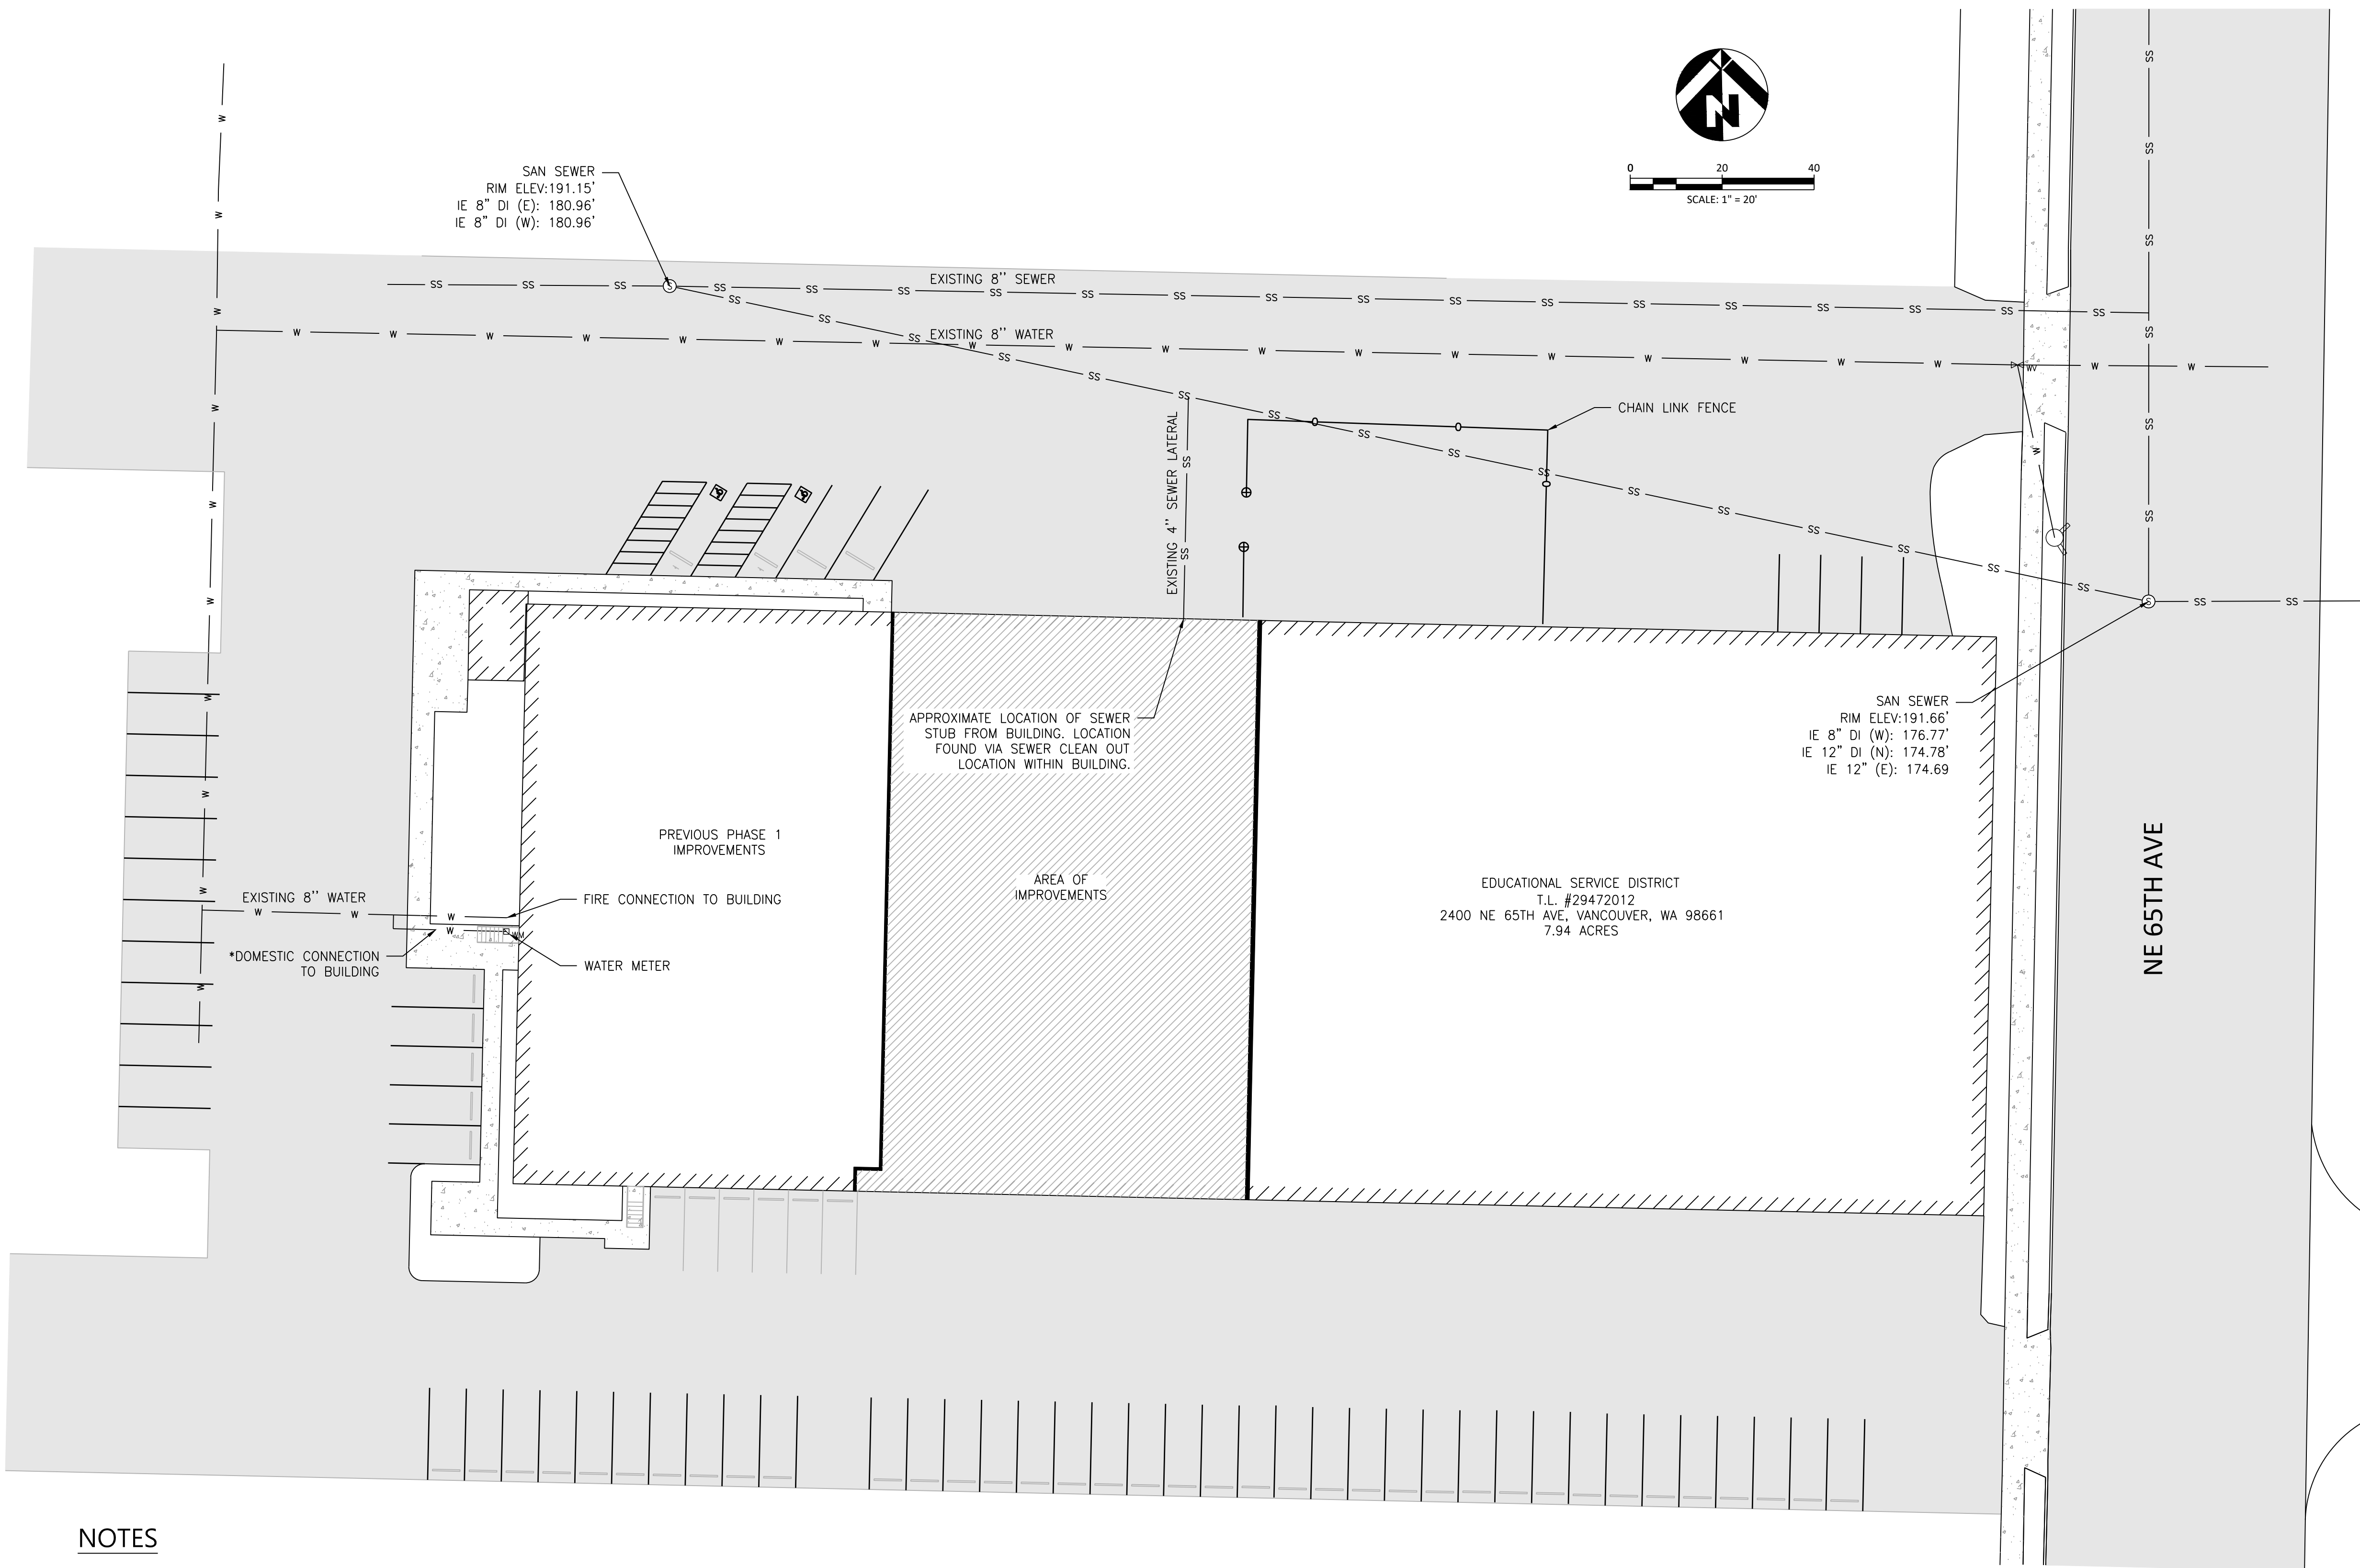 N
0 20 40
SCALE: 1" = 20'
SAN SEWER
RIM ELEV:191.15'
IE 8" DI (E): 180.96'
IE 8" DI (W): 180.96'
EXISTING 8'' SEWER
EXISTING 8'' WATER
WV
CHAIN LINK FENCE
EXISTING 4'' SEWER LATERAL
APPROXIMATE LOCATION OF SEWER
STUB FROM BUILDING. LOCATION
FOUND VIA SEWER CLEAN OUT
LOCATION WITHIN BUILDING.
SAN SEWER
RIM ELEV:191.66'
IE 8" DI (W): 176.77'
IE 12" DI (N): 174.78'
IE 12" (E): 174.69
PREVIOUS PHASE 1
IMPROVEMENTS
AREA OF
IMPROVEMENTS
EDUCATIONAL SERVICE DISTRICT
T.L. #29472012
2400 NE 65TH AVE, VANCOUVER, WA 98661
7.94 ACRES
NE 65TH AVE
EXISTING 8'' WATER
FIRE CONNECTION TO BUILDING
WM
*DOMESTIC CONNECTION
TO BUILDING
WATER METER
NOTES